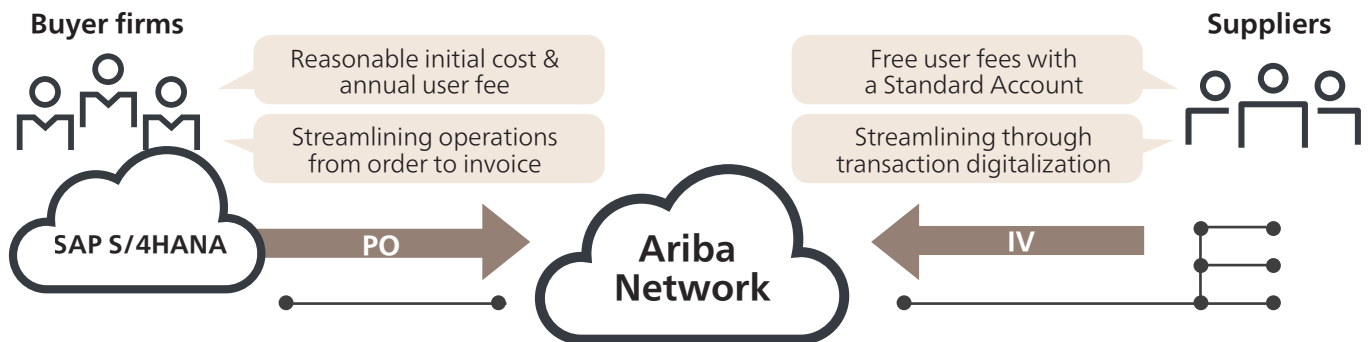 Buyer firms
Reasonable initial cost &
annual user fee
Streamlining operations
from order to invoice
Free user fees with
a Standard Account
Streamlining through
transaction digitalization
Suppliers
SAP S/4HANA
PO
Ariba
Network
IV